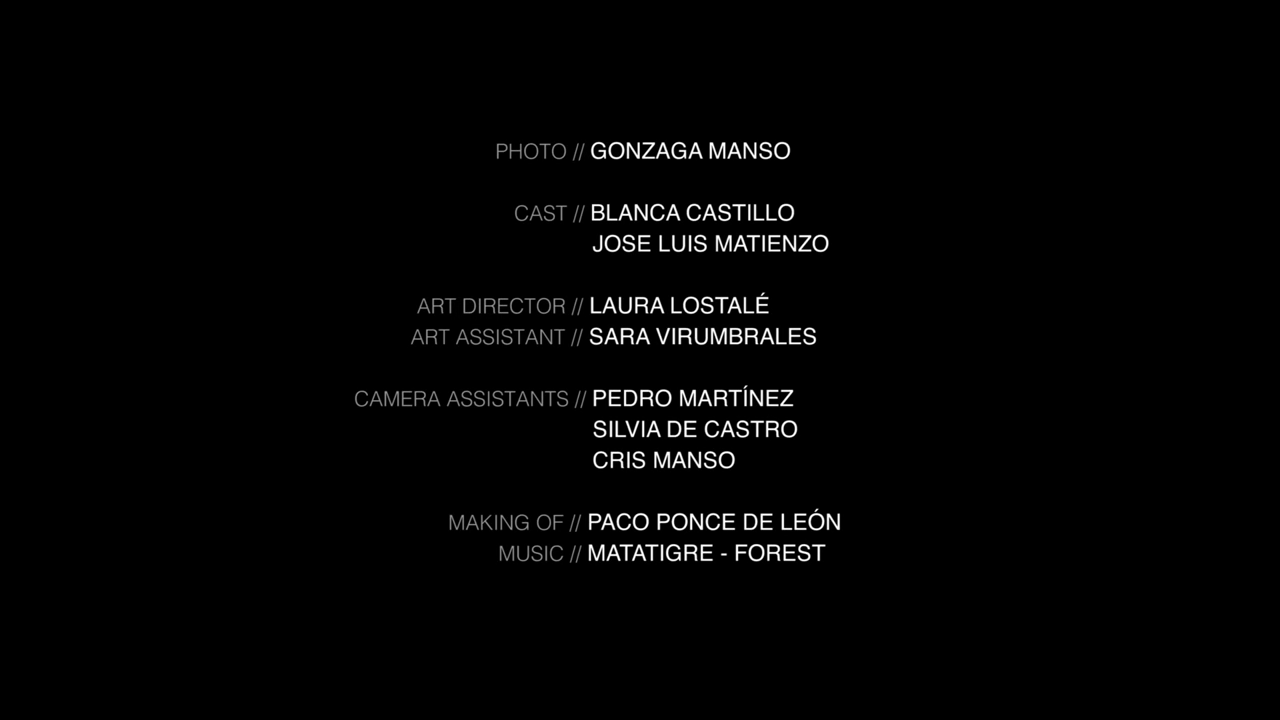 PHOTO // GONZAGA MANSO
CAST // BLANCA CASTILLO
JOSE LUIS MATIENZO
ART DIRECTOR // LAURA LOSTALÉ
ART ASSISTANT // SARA VIRUMBRALES
CAMERA ASSISTANTS // PEDRO MARTÍNEZ
SILVIA DE CASTRO
CRIS MANSO
MAKING OF // PACO PONCE DE LEÓN
MUSIC // MATATIGRE - FOREST